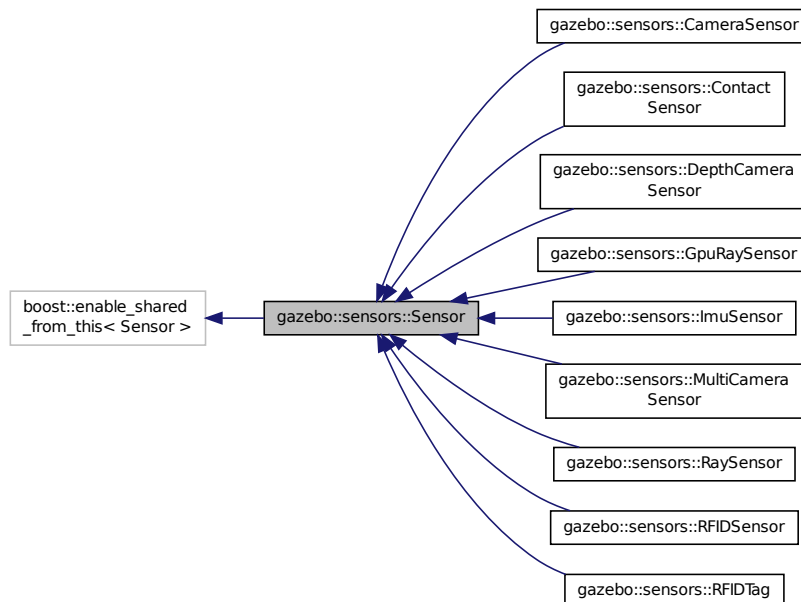 gazebo::sensors::CameraSensor
gazebo::sensors::Contact
Sensor
gazebo::sensors::DepthCamera
Sensor
gazebo::sensors::GpuRaySensor
boost::enable_shared
_from_this< Sensor >
gazebo::sensors::Sensor
gazebo::sensors::ImuSensor
gazebo::sensors::MultiCamera
Sensor
gazebo::sensors::RaySensor
gazebo::sensors::RFIDSensor
gazebo::sensors::RFIDTag